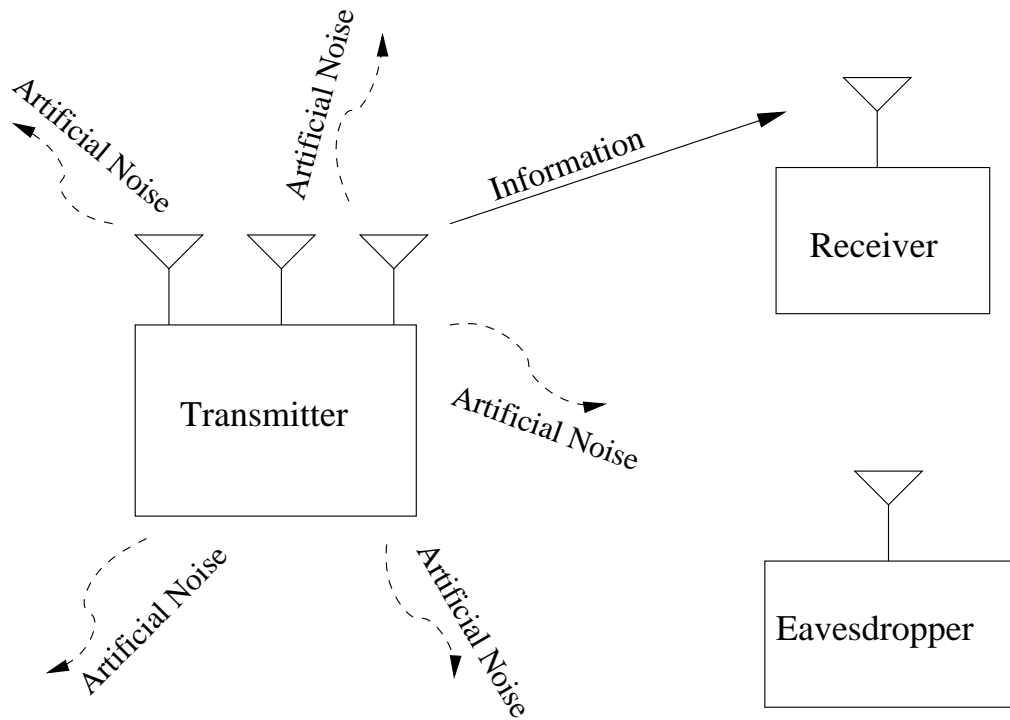 Artificial Noise
Artificial Noise
Information
Receiver
Transmitter
Artificial Noise
Artificial Noise
Artificial Noise
Eavesdropper